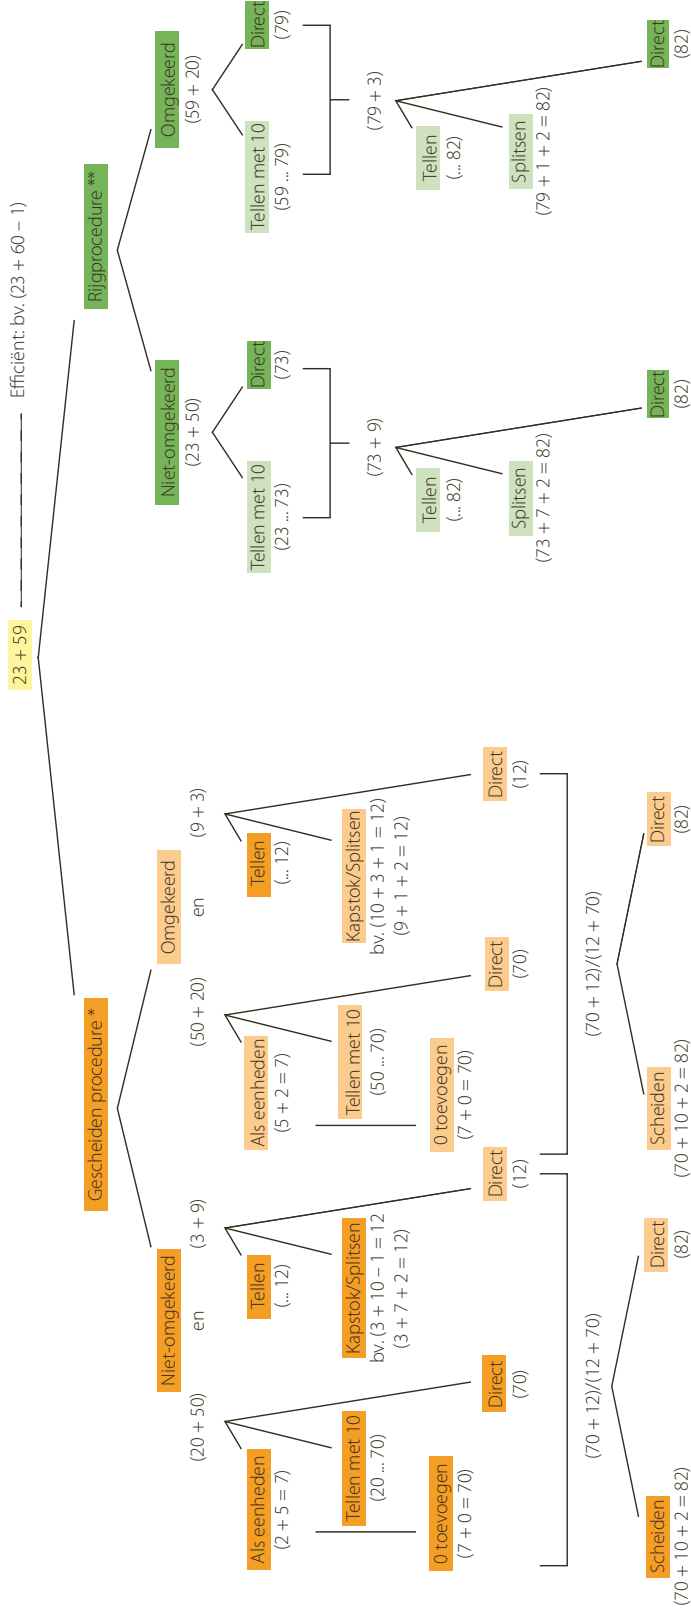 23 + 59
Efficiënt: bv. (23 + 60 – 1)
Gescheiden procedure *
Rijgprocedure **
Niet-omgekeerd
Omgekeerd
Niet-omgekeerd
Omgekeerd
(20 + 50)
en
(3 + 9)
(50 + 20)
en
(9 + 3)
(23 + 50)
(59 + 20)
Als eenheden
(2 + 5 = 7)
Tellen
(... 12)
Als eenheden
(5 + 2 = 7)
Tellen
(... 12)
Tellen met 10
(23 ... 73)
Direct
(73)
Tellen met 10
(59 ... 79)
Direct
(79)
Tellen met 10
(20 ... 70)
Kapstok/Splitsen
bv. (3 + 10 – 1 = 12
(3 + 7 + 2 = 12)
Tellen met 10
(50 ... 70)
Kapstok/Splitsen
bv. (10 + 3 + 1 = 12)
(9 + 1 + 2 = 12)
(73 + 9)
(79 + 3)
0 toevoegen
(7 + 0 = 70)
Direct
(70)
Direct
(12)
0 toevoegen
(7 + 0 = 70)
Direct
(70)
Direct
(12)
Tellen
(... 82)
Tellen
(... 82)
Splitsen
(73 + 7 + 2 = 82)
Splitsen
(79 + 1 + 2 = 82)
(70 + 12)/(12 + 70)
(70 + 12)/(12 + 70)
Scheiden
(70 + 10 + 2 = 82)
Direct
(82)
Scheiden
(70 + 10 + 2 = 82)
Direct
(82)
Direct
(82)
Direct
(82)